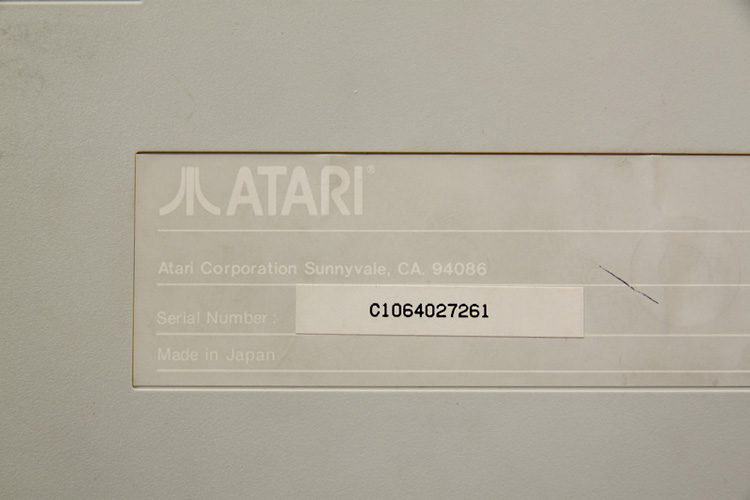 ATARI®
Atari Corporation Sunnyvale, CA. 94086
Serial Number: C1064027261
Made in Japan